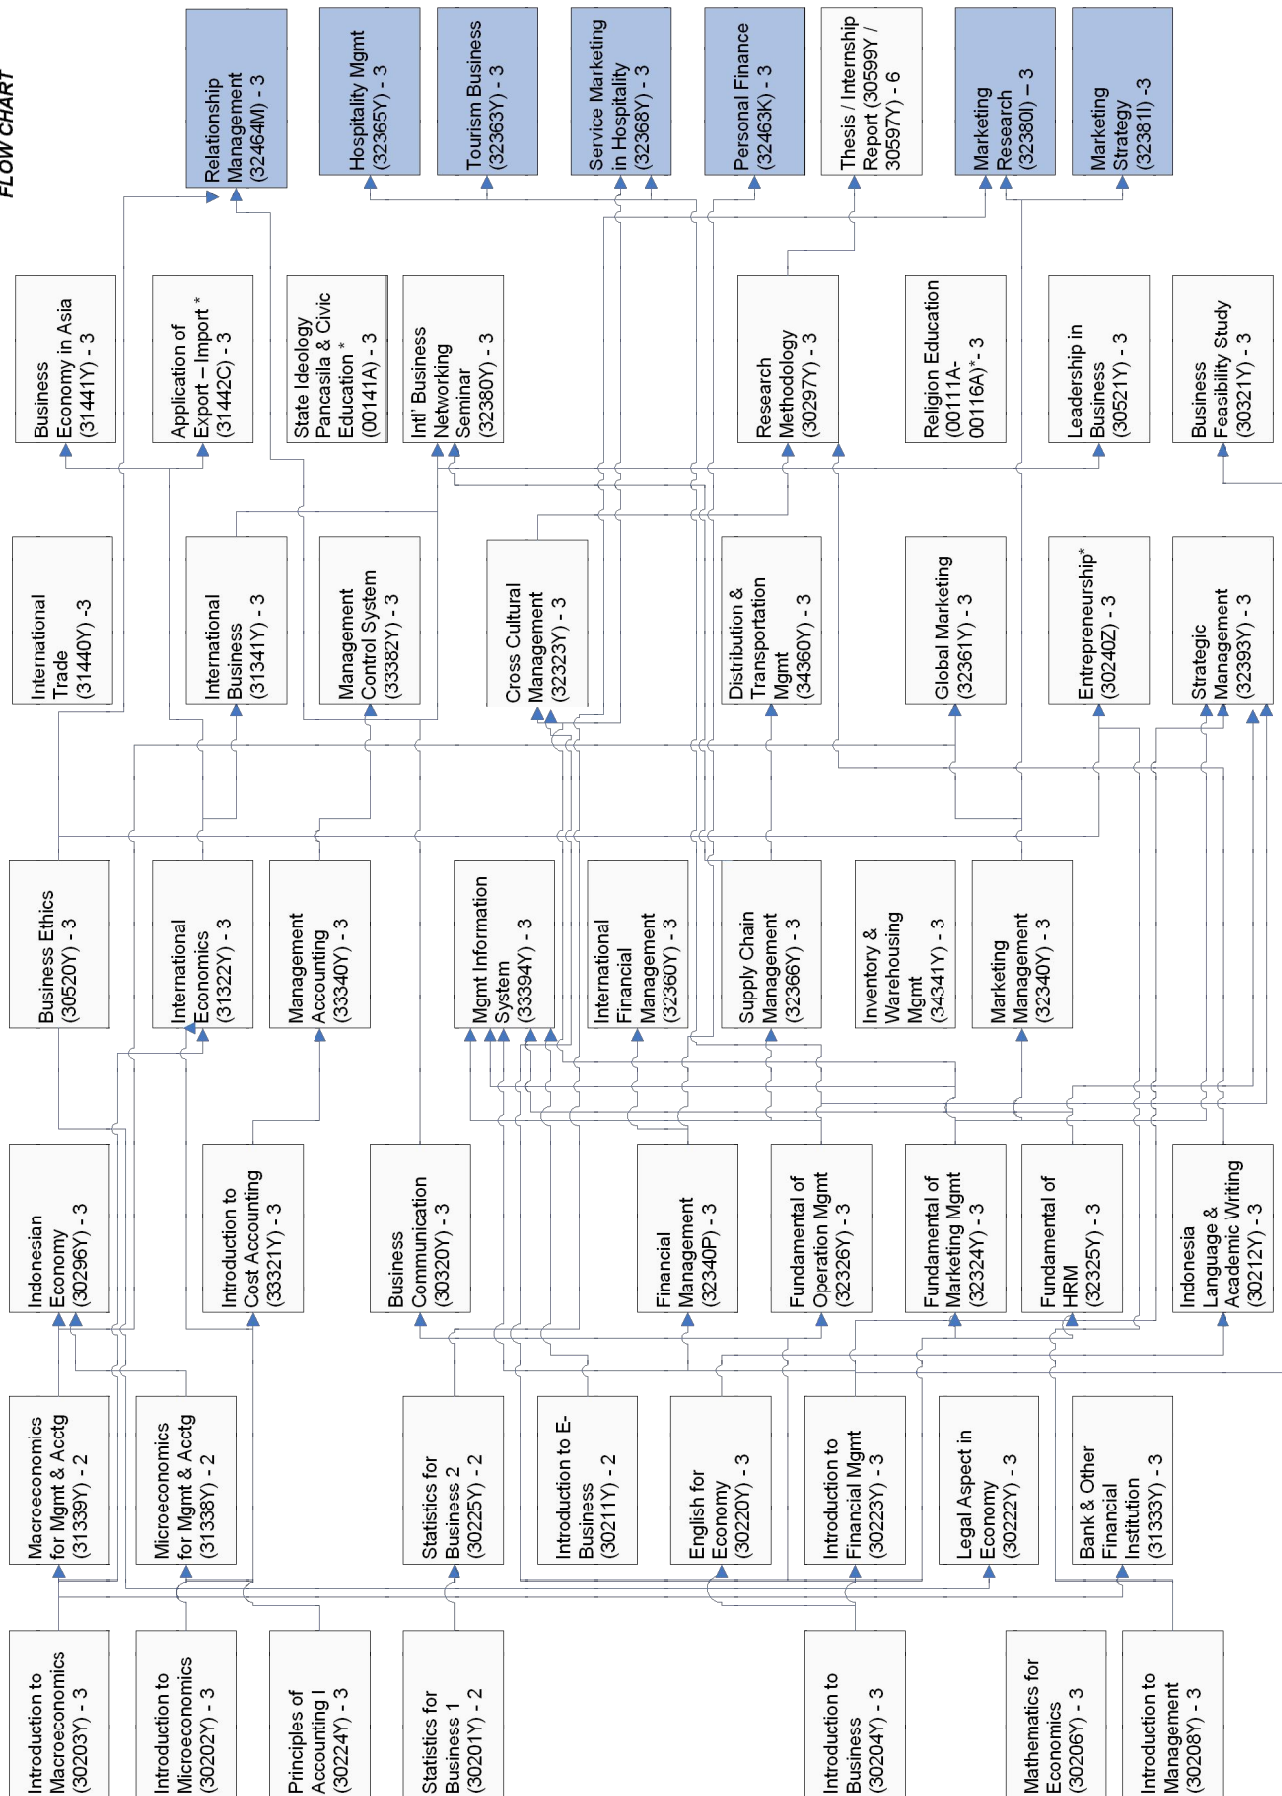 FLOW CHART
Introduction to
Macroeconomics
(30203Y) - 3
Introduction to
Microeconomics
(30202Y) - 3
Principles of
Accounting I
(30224Y) - 3
Statistics for
Business 1
(30201Y) - 2
Introduction to
Business
(30204Y) - 3
Mathematics for
Economics
(30206Y) - 3
Introduction to
Management
(30208Y) - 3
Macroeconomics
for Mgmt & Acctg
(31339Y) - 2
Microeconomics
for Mgmt & Acctg
(31338Y) - 2
Statistics for
Business 2
(30225Y) - 2
Introduction to E-
Business
(30211Y) - 2
English for
Economy
(30220Y) - 3
Introduction to
Financial Mgmt
(30223Y) - 3
Legal Aspect in
Economy
(30222Y) - 3
Bank & Other
Financial
Institution
(31333Y) - 3
Indonesian
Economy
(30296Y) - 3
Introduction to
Cost Accounting
(33321Y) - 3
Business
Communication
(30320Y) - 3
Financial
Management
(32340P) - 3
Fundamental of
Operation Mgmt
(32326Y) - 3
Fundamental of
Marketing Mgmt
(32324Y) - 3
Fundamental of
HRM
(32325Y) - 3
Indonesia
Language &
Academic Writing
(30212Y) - 3
Business Ethics
(30520Y) - 3
International
Economics
(31322Y) - 3
Management
Accounting
(33340Y) - 3
Mgmt Information
System
(33394Y) - 3
International
Financial
Management
(32360Y) - 3
Supply Chain
Management
(32366Y) - 3
Inventory &
Warehousing
Mgmt
(34341Y) - 3
Marketing
Management
(32340Y) - 3
International
Trade
(31440Y) -3
International
Business
(31341Y) - 3
Management
Control System
(33382Y) - 3
Cross Cultural
Management
(32323Y) - 3
Distribution &
Transportation
Mgmt
(34360Y) - 3
Global Marketing
(32361Y) - 3
Entrepreneurship*
(30240Z) - 3
Strategic
Management
(32393Y) - 3
Business
Economy in Asia
(31441Y) - 3
Application of
Export – Import *
(31442C) - 3
State Ideology
Pancasila & Civic
Education *
(00141A) - 3
Intl’ Business
Networking
Seminar
(32380Y) - 3
Research
Methodology
(30297Y) - 3
Religion Education
(00111A-
00116A)*- 3
Leadership in
Business
(30521Y) - 3
Business
Feasibility Study
(30321Y) - 3
Relationship
Management
(32464M) - 3
Hospitality Mgmt
(32365Y) - 3
Tourism Business
(32363Y) - 3
Service Marketing
in Hospitality
(32368Y) - 3
Personal Finance
(32463K) - 3
Thesis / Internship
Report (30599Y /
30597Y) - 6
Marketing
Research
(32380I) – 3
Marketing
Strategy
(32381I) -3